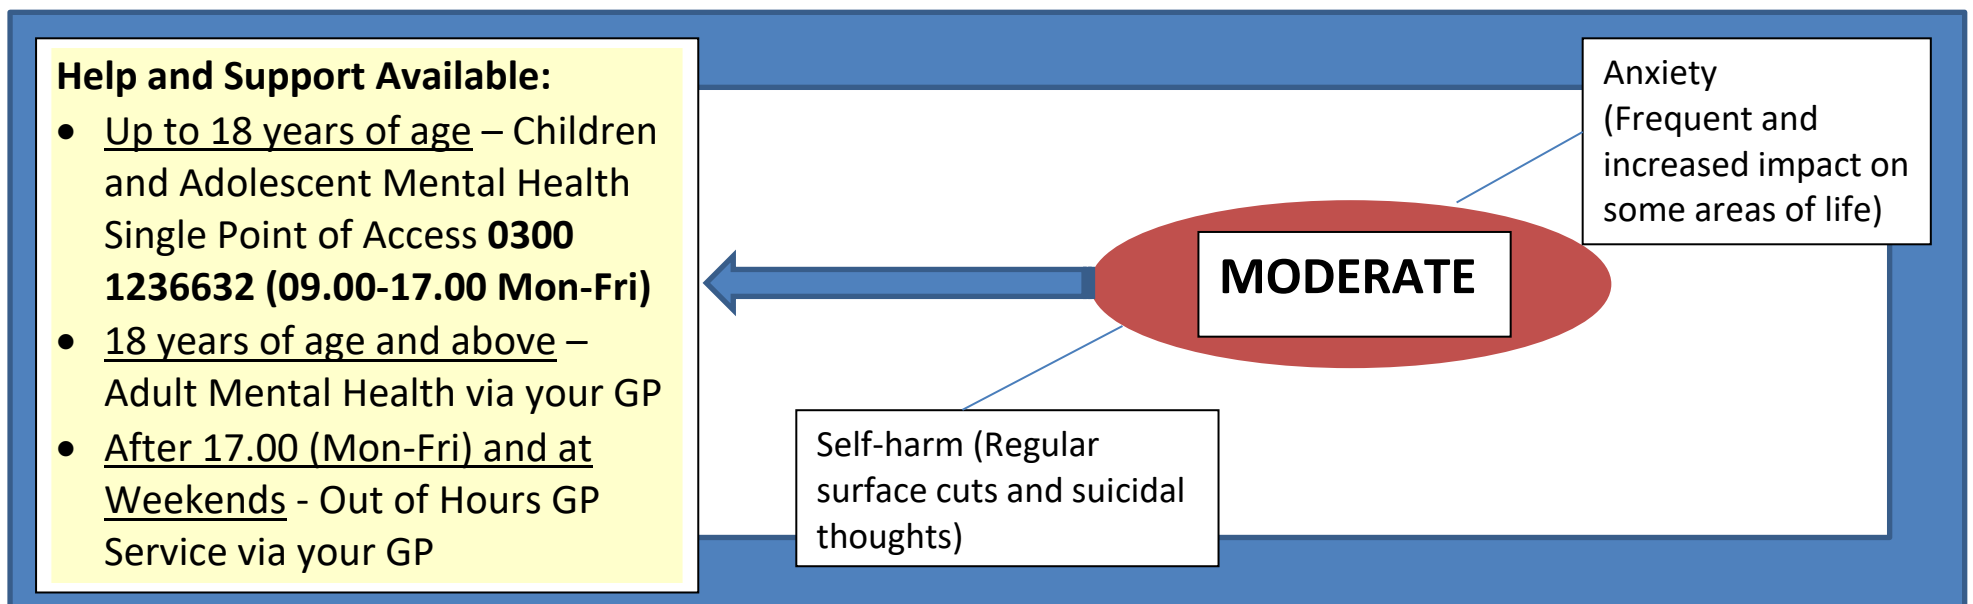 Help and Support Available:
• Up to 18 years of age – Children
and Adolescent Mental Health
Single Point of Access 0300
1236632 (09.00-17.00 Mon-Fri)
• 18 years of age and above –
Adult Mental Health via your GP
• After 17.00 (Mon-Fri) and at
Weekends - Out of Hours GP
Service via your GP
Anxiety
(Frequent and
increased impact on
some areas of life)
MODERATE
Self-harm (Regular
surface cuts and suicidal
thoughts)